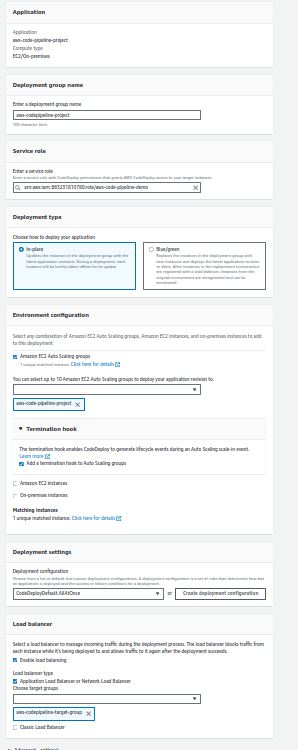 Application
Application
aws-code-pipeline-project
Compute type
EC2/On-premises
Deployment group name
Enter a deployment group name
aws-codepipeline-project
100 character limit
Service role
Enter a service role
Enter a service role with CodeDeploy permissions that grants AWS CodeDeploy access to your target instances.
arn:aws:iam::865231810780:role/aws-code-pipeline-demo
Deployment type
Choose how to deploy your application
In-place
Updates the instances in the deployment group with the latest application revisions. During a deployment, each instance will be briefly taken offline for its update
Blue/green
Replaces the instances in the deployment group with new instances and deploys the latest application revision to them. After instances in the replacement environment are registered with a load balancer, instances from the original environment are deregistered and can be terminated.
Environment configuration
Select any combination of Amazon EC2 Auto Scaling groups, Amazon EC2 instances, and on-premises instances to add
to this deployment
Amazon EC2 Auto Scaling groups
1 unique matched instance. Click here for details
You can select up to 10 Amazon EC2 Auto Scaling groups to deploy your application revision to.
aws-code-pipeline-project
Termination hook
The termination hook enables CodeDeploy to generate lifecycle events during an Auto Scaling scale-in event.
Learn more
Add a termination hook to Auto Scaling groups
Amazon EC2 instances
On-premises instances
Matching instances
1 unique matched instance. Click here for details
Deployment settings
Deployment configuration
Choose from a list of default and custom deployment configurations. A deployment configuration is a set of rules that determines how fast
an application is deployed and the success or failure conditions for a deployment.
CodeDeployDefault.AllAtOnce
or
Create deployment configuration
Load balancer
Select a load balancer to manage incoming traffic during the deployment process. The load balancer blocks traffic from
each instance while it's being deployed to and allows traffic to it again after the deployment succeeds.
Enable load balancing
Load balancer type
Application Load Balancer or Network Load Balancer
Choose target groups
aws-codepipeline-target-group
Classic Load Balancer